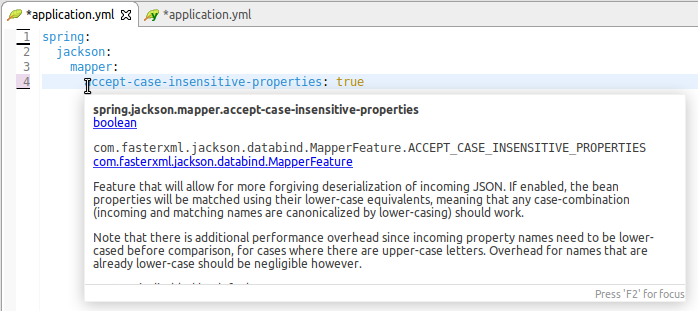 *application.yml *application.yml
1 spring:
2 jackson:
3 mapper:
4 ccept-case-insensitive-properties: true
spring.jackson.mapper.accept-case-insensitive-properties
boolean
com.fasterxml.jackson.databind.MapperFeature.ACCEPT_CASE_INSENSITIVE_PROPERTIES
com.fasterxml.jackson.databind.MapperFeature
Feature that will allow for more forgiving deserialization of incoming JSON. If enabled, the bean
properties will be matched using their lower-case equivalents, meaning that any case-combination
(incoming and matching names are canonicalized by lower-casing) should work.
Note that there is additional performance overhead since incoming property names need to be lower-
cased before comparison, for cases where there are upper-case letters. Overhead for names that are
already lower-case should be negligible however.
Press 'F2' for focus